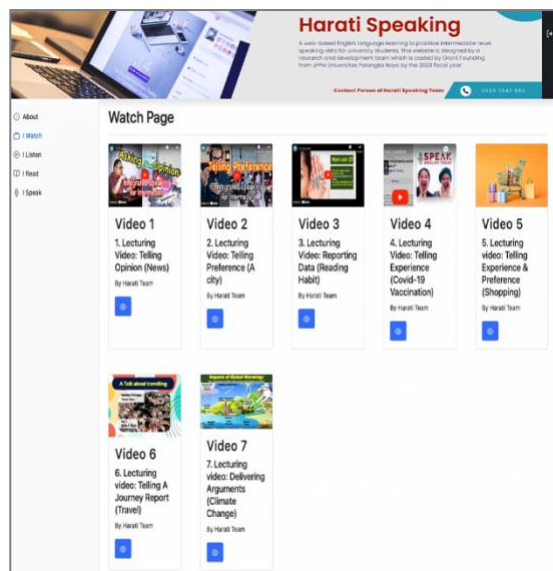 Harati Speaking
A web-based English language learning to practice intermediate level
speaking skills for university students. This website is designed by a
research and development team which is costed by Grant Founding
from LPPM Universitas Palangka Raya by the 2023 fiscal year.
Contact Person of Harati Speaking Team
About
I Watch
I Listen
I Read
I Speak
Watch Page
Asking Opinion
Video 1
1. Lecturing
Video: Telling
Opinion (News)
By Harati Team
Telling Preference
Video 2
2. Lecturing
Video: Telling
Preference (A
city)
By Harati Team
Video 3
3. Lecturing
Video: Reporting
Data (Reading
Habit)
By Harati Team
SPEAK
Video 4
4. Lecturing
Video: Telling
Experience
(Covid-19
Vaccination)
By Harati Team
Video 5
5. Lecturing
video: Telling
Experience &
Preference
(Shopping)
By Harati Team
A Talk about travelling
Video 6
6. Lecturing
video: Telling A
Journey Report
(Travel)
By Harati Team
Impacts of Global Warming
Video 7
7. Lecturing
video: Delivering
Arguments
(Climate
Change)
By Harati Team